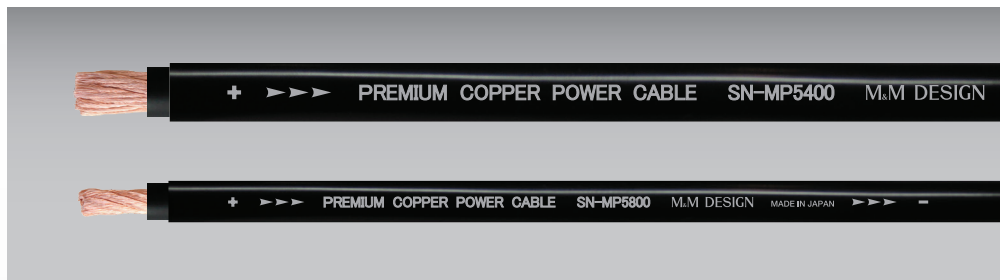 + ➤➤➤ PREMIUM COPPER POWER CABLE SN-MP5400 M&M DESIGN
+ ➤➤➤ PREMIUM COPPER POWER CABLE SN-MP5800 M&M DESIGN MADE IN JAPAN ➤➤➤ −